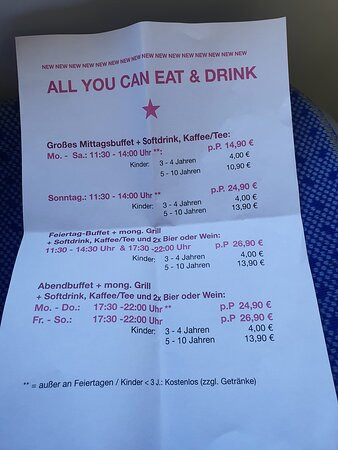 NEW NEW NEW NEW NEW NEW NEW NEW NEW NEW NEW NEW NEW NEW NEW NEW
ALL YOU CAN EAT & DRINK
Großes Mittagsbuffet + Softdrink, Kaffee/Tee:
Mo. - Sa.: 11:30 - 14:00 Uhr **: p.P. 14,90 €
Kinder: 3 - 4 Jahren 4,00 €
5 - 10 Jahren 10,90 €
Sonntag.: 11:30 - 14:00 Uhr ** p.P. 24,90 €
Kinder: 3 - 4 Jahren 4,00 €
5 - 10 Jahren 13,90 €
Feiertag-Buffet + mong. Grill
+ Softdrink, Kaffee/Tee und 2x Bier oder Wein:
11:30 - 14:30 Uhr & 17:30-22:00 Uhr p.P 26,90 €
Kinder: 3 - 4 Jahren 4,00 €
5 - 10 Jahren 13,90 €
Abendbuffet + mong. Grill
+ Softdrink, Kaffee/Tee und 2x Bier oder Wein:
Mo. - Do.: 17:30 -22:00 Uhr ** p.P 24,90 €
Fr. - So.: 17:30 -22:00 Uhr p.P 26,90 €
Kinder: 3 - 4 Jahren 4,00 €
5 - 10 Jahren 13,90 €
** = außer an Feiertagen / Kinder < 3 J.: Kostenlos (zzgl. Getränke)